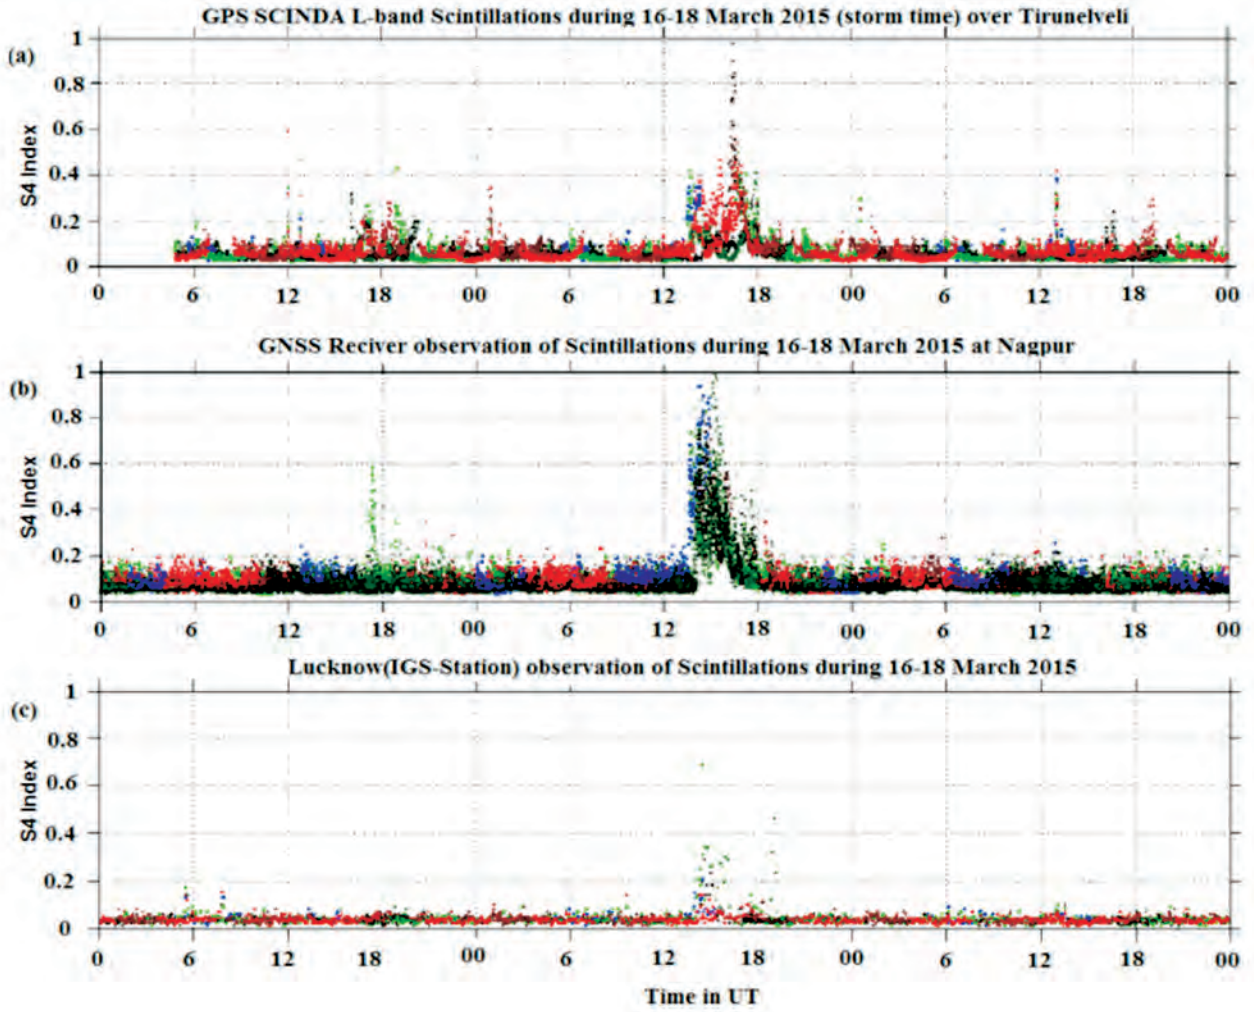 GPS SCINDA L-band Scintillations during 16-18 March 2015 (storm time) over Tirunelveli
(a)
S4 Index
1
0.8
0.6
0.4
0.2
0
0 6 12 18 00 6 12 18 00 6 12 18 00
GNSS Reciver observation of Scintillations during 16-18 March 2015 at Nagpur
(b)
S4 Index
1
0.8
0.6
0.4
0.2
0
0 6 12 18 00 6 12 18 00 6 12 18 00
Lucknow(IGS-Station) observation of Scintillations during 16-18 March 2015
(c)
S4 Index
1
0.8
0.6
0.4
0.2
0
0 6 12 18 00 6 12 18 00 6 12 18 00
Time in UT